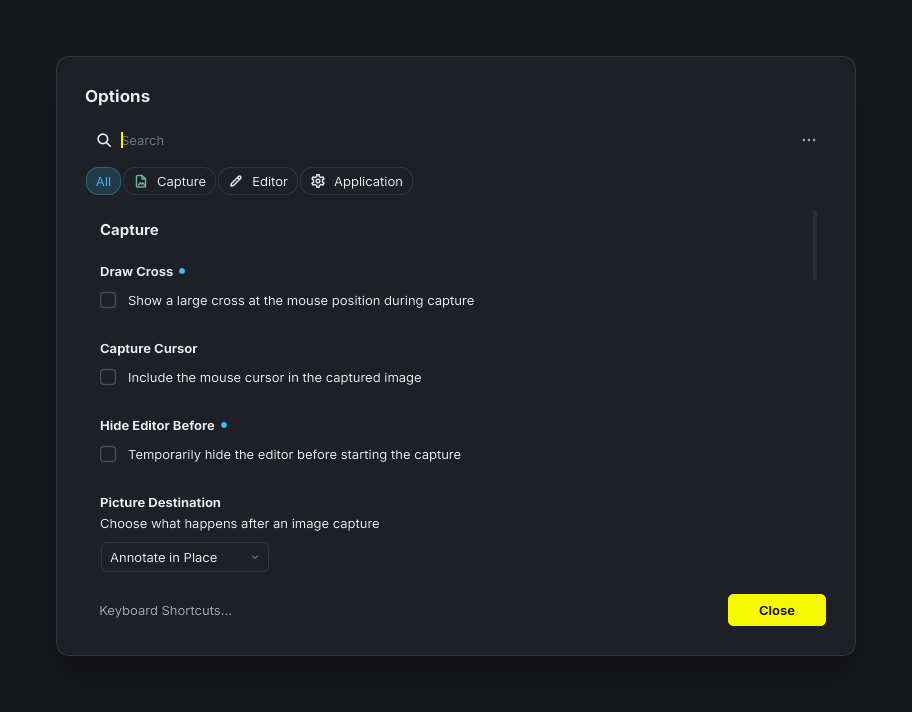 Options
Search
All Capture Editor Application
Capture
Draw Cross
Show a large cross at the mouse position during capture
Capture Cursor
Include the mouse cursor in the captured image
Hide Editor Before
Temporarily hide the editor before starting the capture
Picture Destination
Choose what happens after an image capture
Annotate in Place
Keyboard Shortcuts...
Close